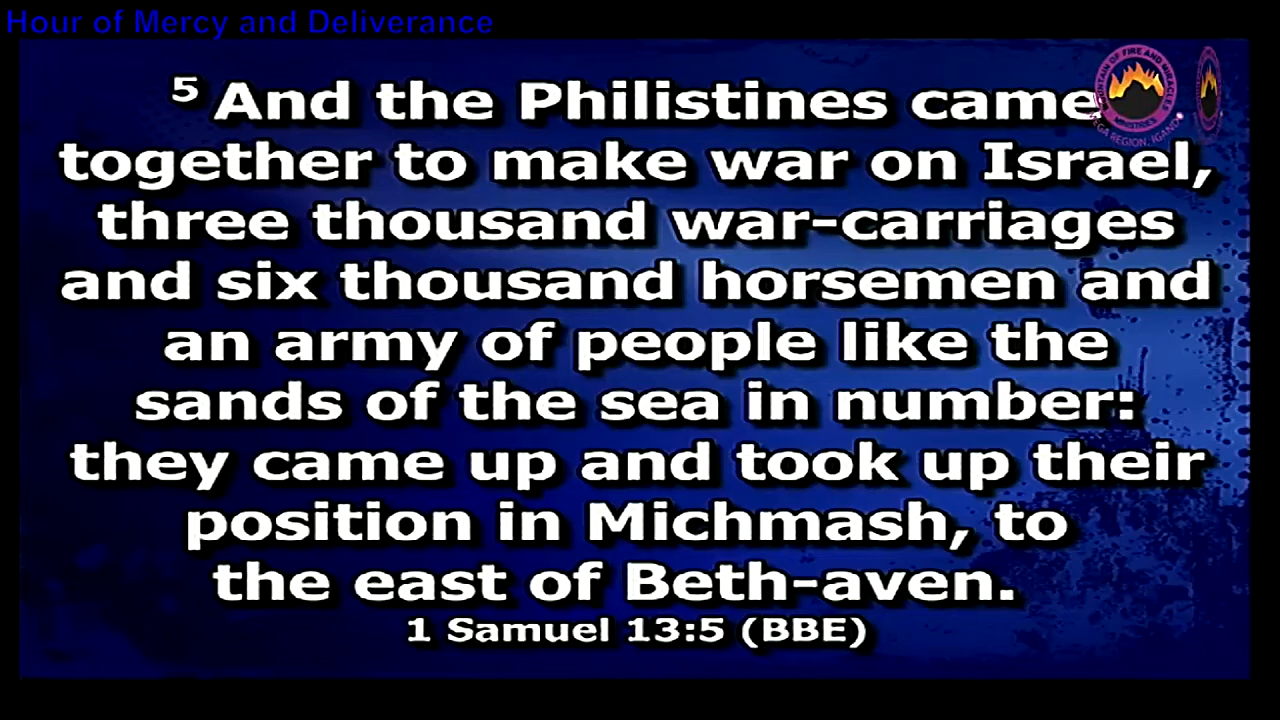 Hour of Mercy and Deliverance
5 And the Philistines came
together to make war on Israel,
three thousand war-carriages
and six thousand horsemen and
an army of people like the
sands of the sea in number:
they came up and took up their
position in Michmash, to
the east of Beth-aven.
1 Samuel 13:5 (BBE)